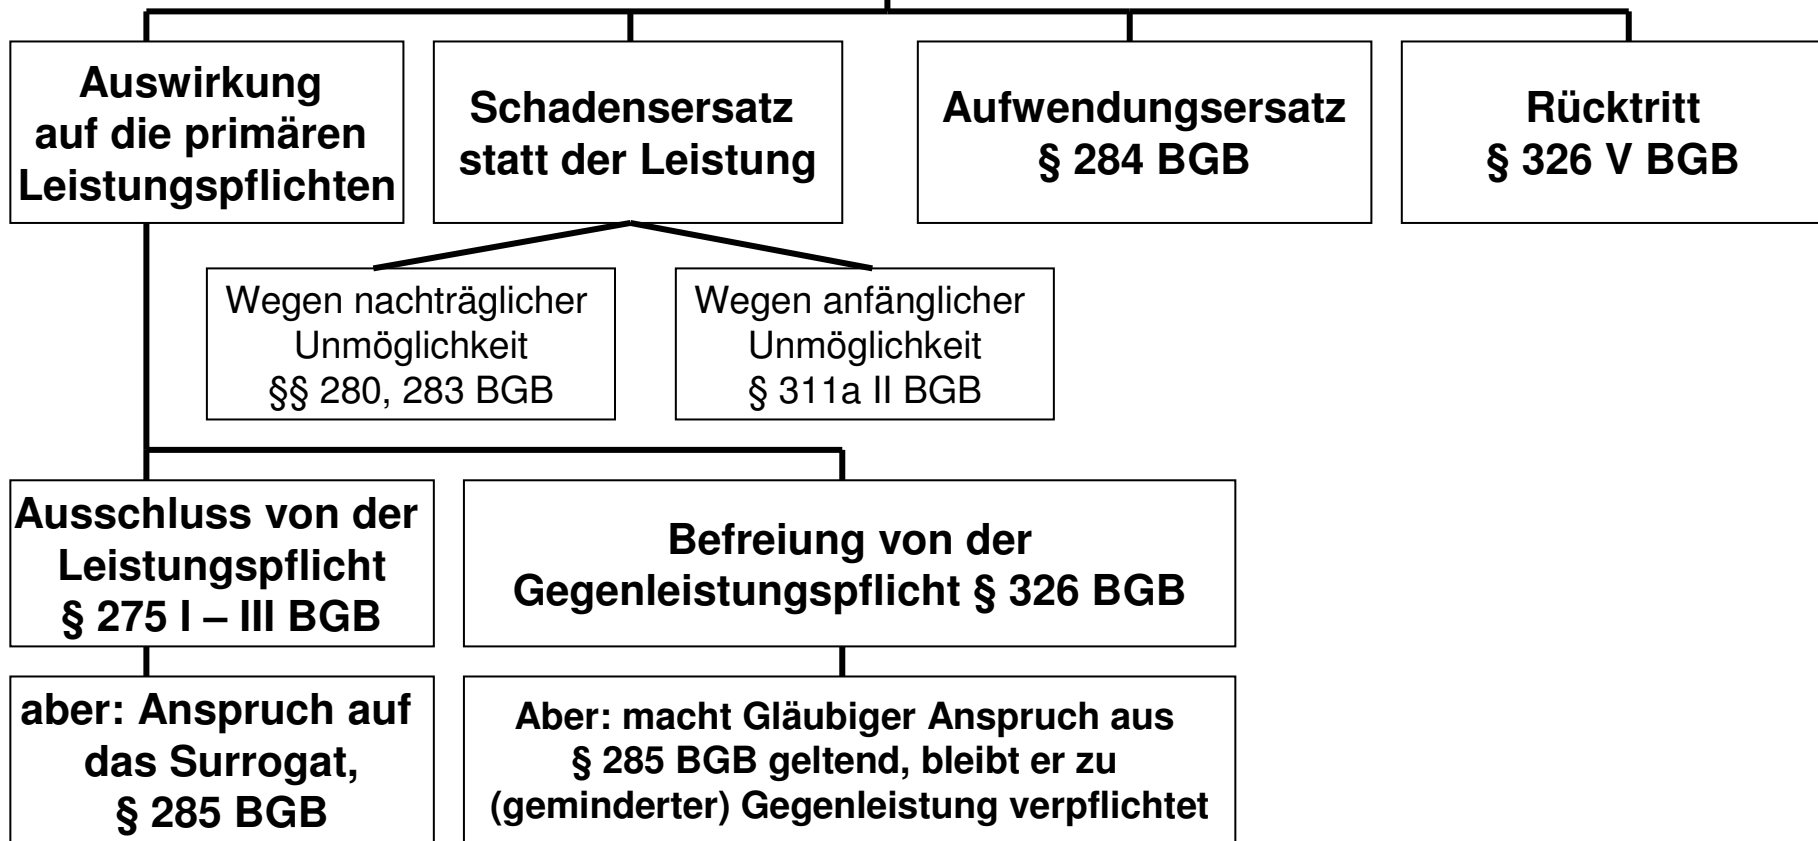 Auswirkung
auf die primären
Leistungspflichten
Schadensersatz
statt der Leistung
Aufwendungsersatz
§ 284 BGB
Rücktritt
§ 326 V BGB
Wegen nachträglicher
Unmöglichkeit
§§ 280, 283 BGB
Wegen anfänglicher
Unmöglichkeit
§ 311a II BGB
Ausschluss von der
Leistungspflicht
§ 275 I – III BGB
Befreiung von der
Gegenleistungspflicht § 326 BGB
aber: Anspruch auf
das Surrogat,
§ 285 BGB
Aber: macht Gläubiger Anspruch aus
§ 285 BGB geltend, bleibt er zu
(geminderter) Gegenleistung verpflichtet